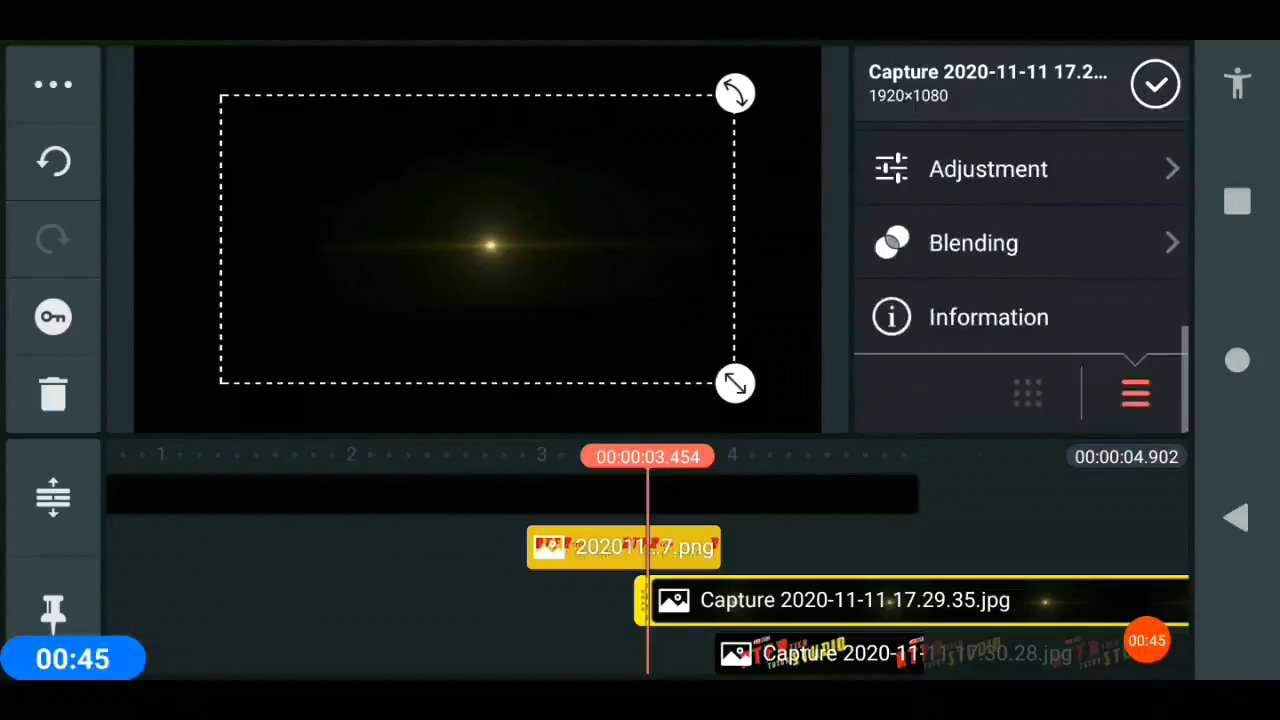 Capture 2020-11-11 17.2...
1920×1080
Adjustment
Blending
Information
1 2 3 4
00:00:03.454
00:00:04.902
202011...7.png
Capture 2020-11-11-17.29.35.jpg
Capture 2020-11-11-17.30.28.jpg
00:45
00:45